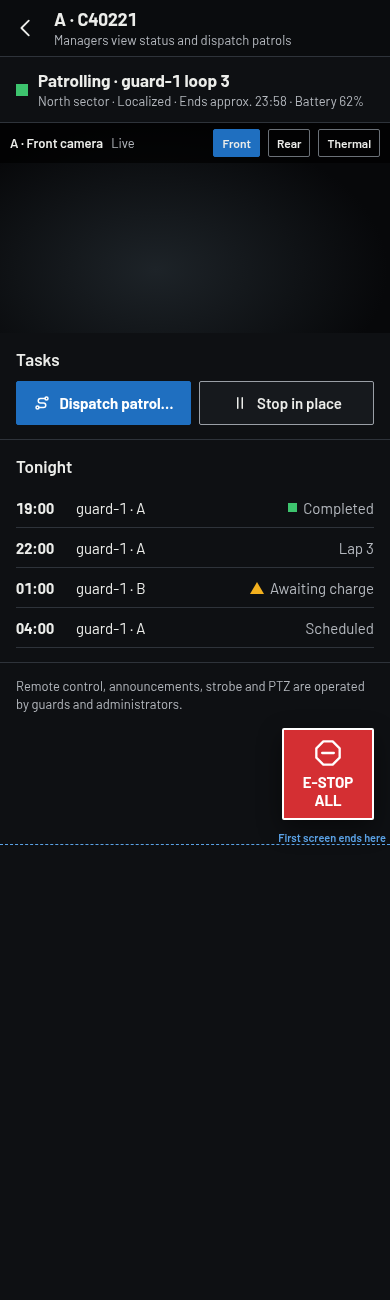 A · C40221
Managers view status and dispatch patrols
Patrolling · guard-1 loop 3
North sector · Localized · Ends approx. 23:58 · Battery 62%
A · Front camera Live
Front Rear Thermal
Tasks
Dispatch patrol... Stop in place
Tonight
19:00 guard-1 · A Completed
22:00 guard-1 · A Lap 3
01:00 guard-1 · B Awaiting charge
04:00 guard-1 · A Scheduled
Remote control, announcements, strobe and PTZ are operated
by guards and administrators.
E-STOP
ALL
First screen ends here